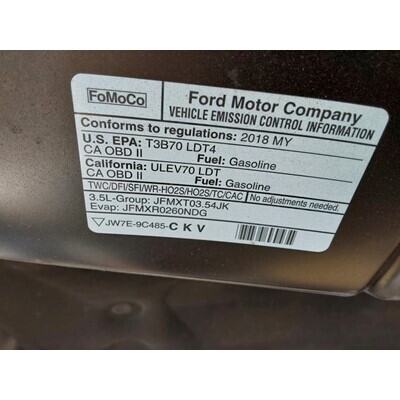 FoMoCo
Ford Motor Company
VEHICLE EMISSION CONTROL INFORMATION
Conforms to regulations: 2018 MY
U.S. EPA: T3B70 LDT4
CA OBD II Fuel: Gasoline
California: ULEV70 LDT
CA OBD II Fuel: Gasoline
TWC/DFI/SFI/WR-HO2S/HO2S/TC/CAC No adjustments needed.
3.5L-Group: JFMXT03.54JK
Evap: JFMXR0260NDG
JW7E-9C485-C K V